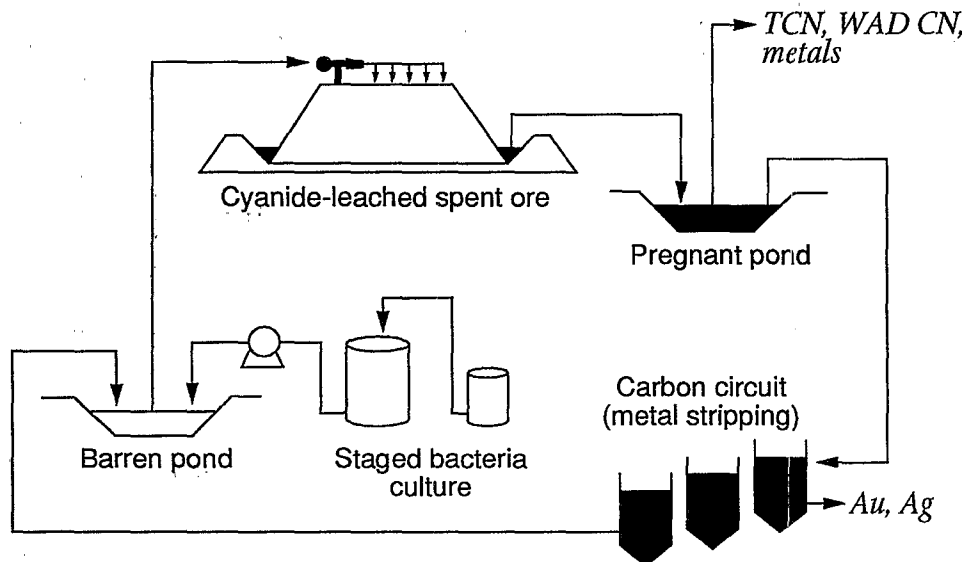 TCN, WAD CN,
metals
Cyanide-leached spent ore
Pregnant pond
Carbon circuit
(metal stripping)
Barren pond
Staged bacteria
culture
Au, Ag